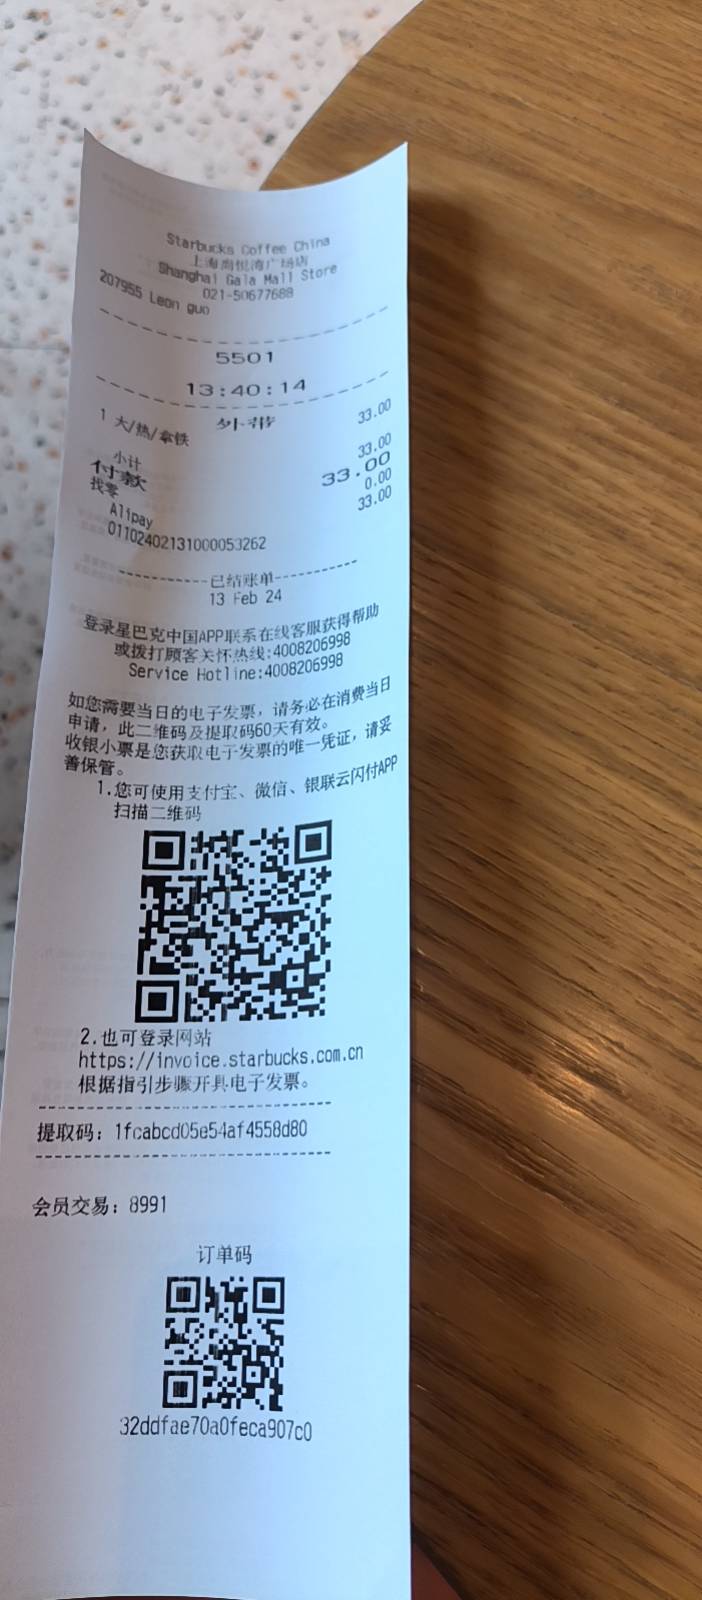 Starbucks Coffee China
上海尚悦湾广场店
Shanghai Gala Mall Store
021-50677688
207955 Leon guo
5501
13:40:14
外带
1 大/热/拿铁 33.00
小计 33.00
付款 33.00
找零 0.00
Alipay 33.00
01102402131000053262
-----------已结账单-----------
13 Feb 24
登录星巴克中国APP联系在线客服获得帮助
或拨打顾客关怀热线:4008206998
Service Hotline:4008206998
如您需要当日的电子发票，请务必在消费当日
申请，此二维码及提取码60天有效。
收银小票是您获取电子发票的唯一凭证，请妥
善保管。
1.您可使用支付宝、微信、银联云闪付APP
扫描二维码
2.也可登录网站
https://invoice.starbucks.com.cn
根据指引步骤开具电子发票。
提取码：1fcabcd05e54af4558d80
会员交易：8991
订单码
32ddfae70a0feca907c0